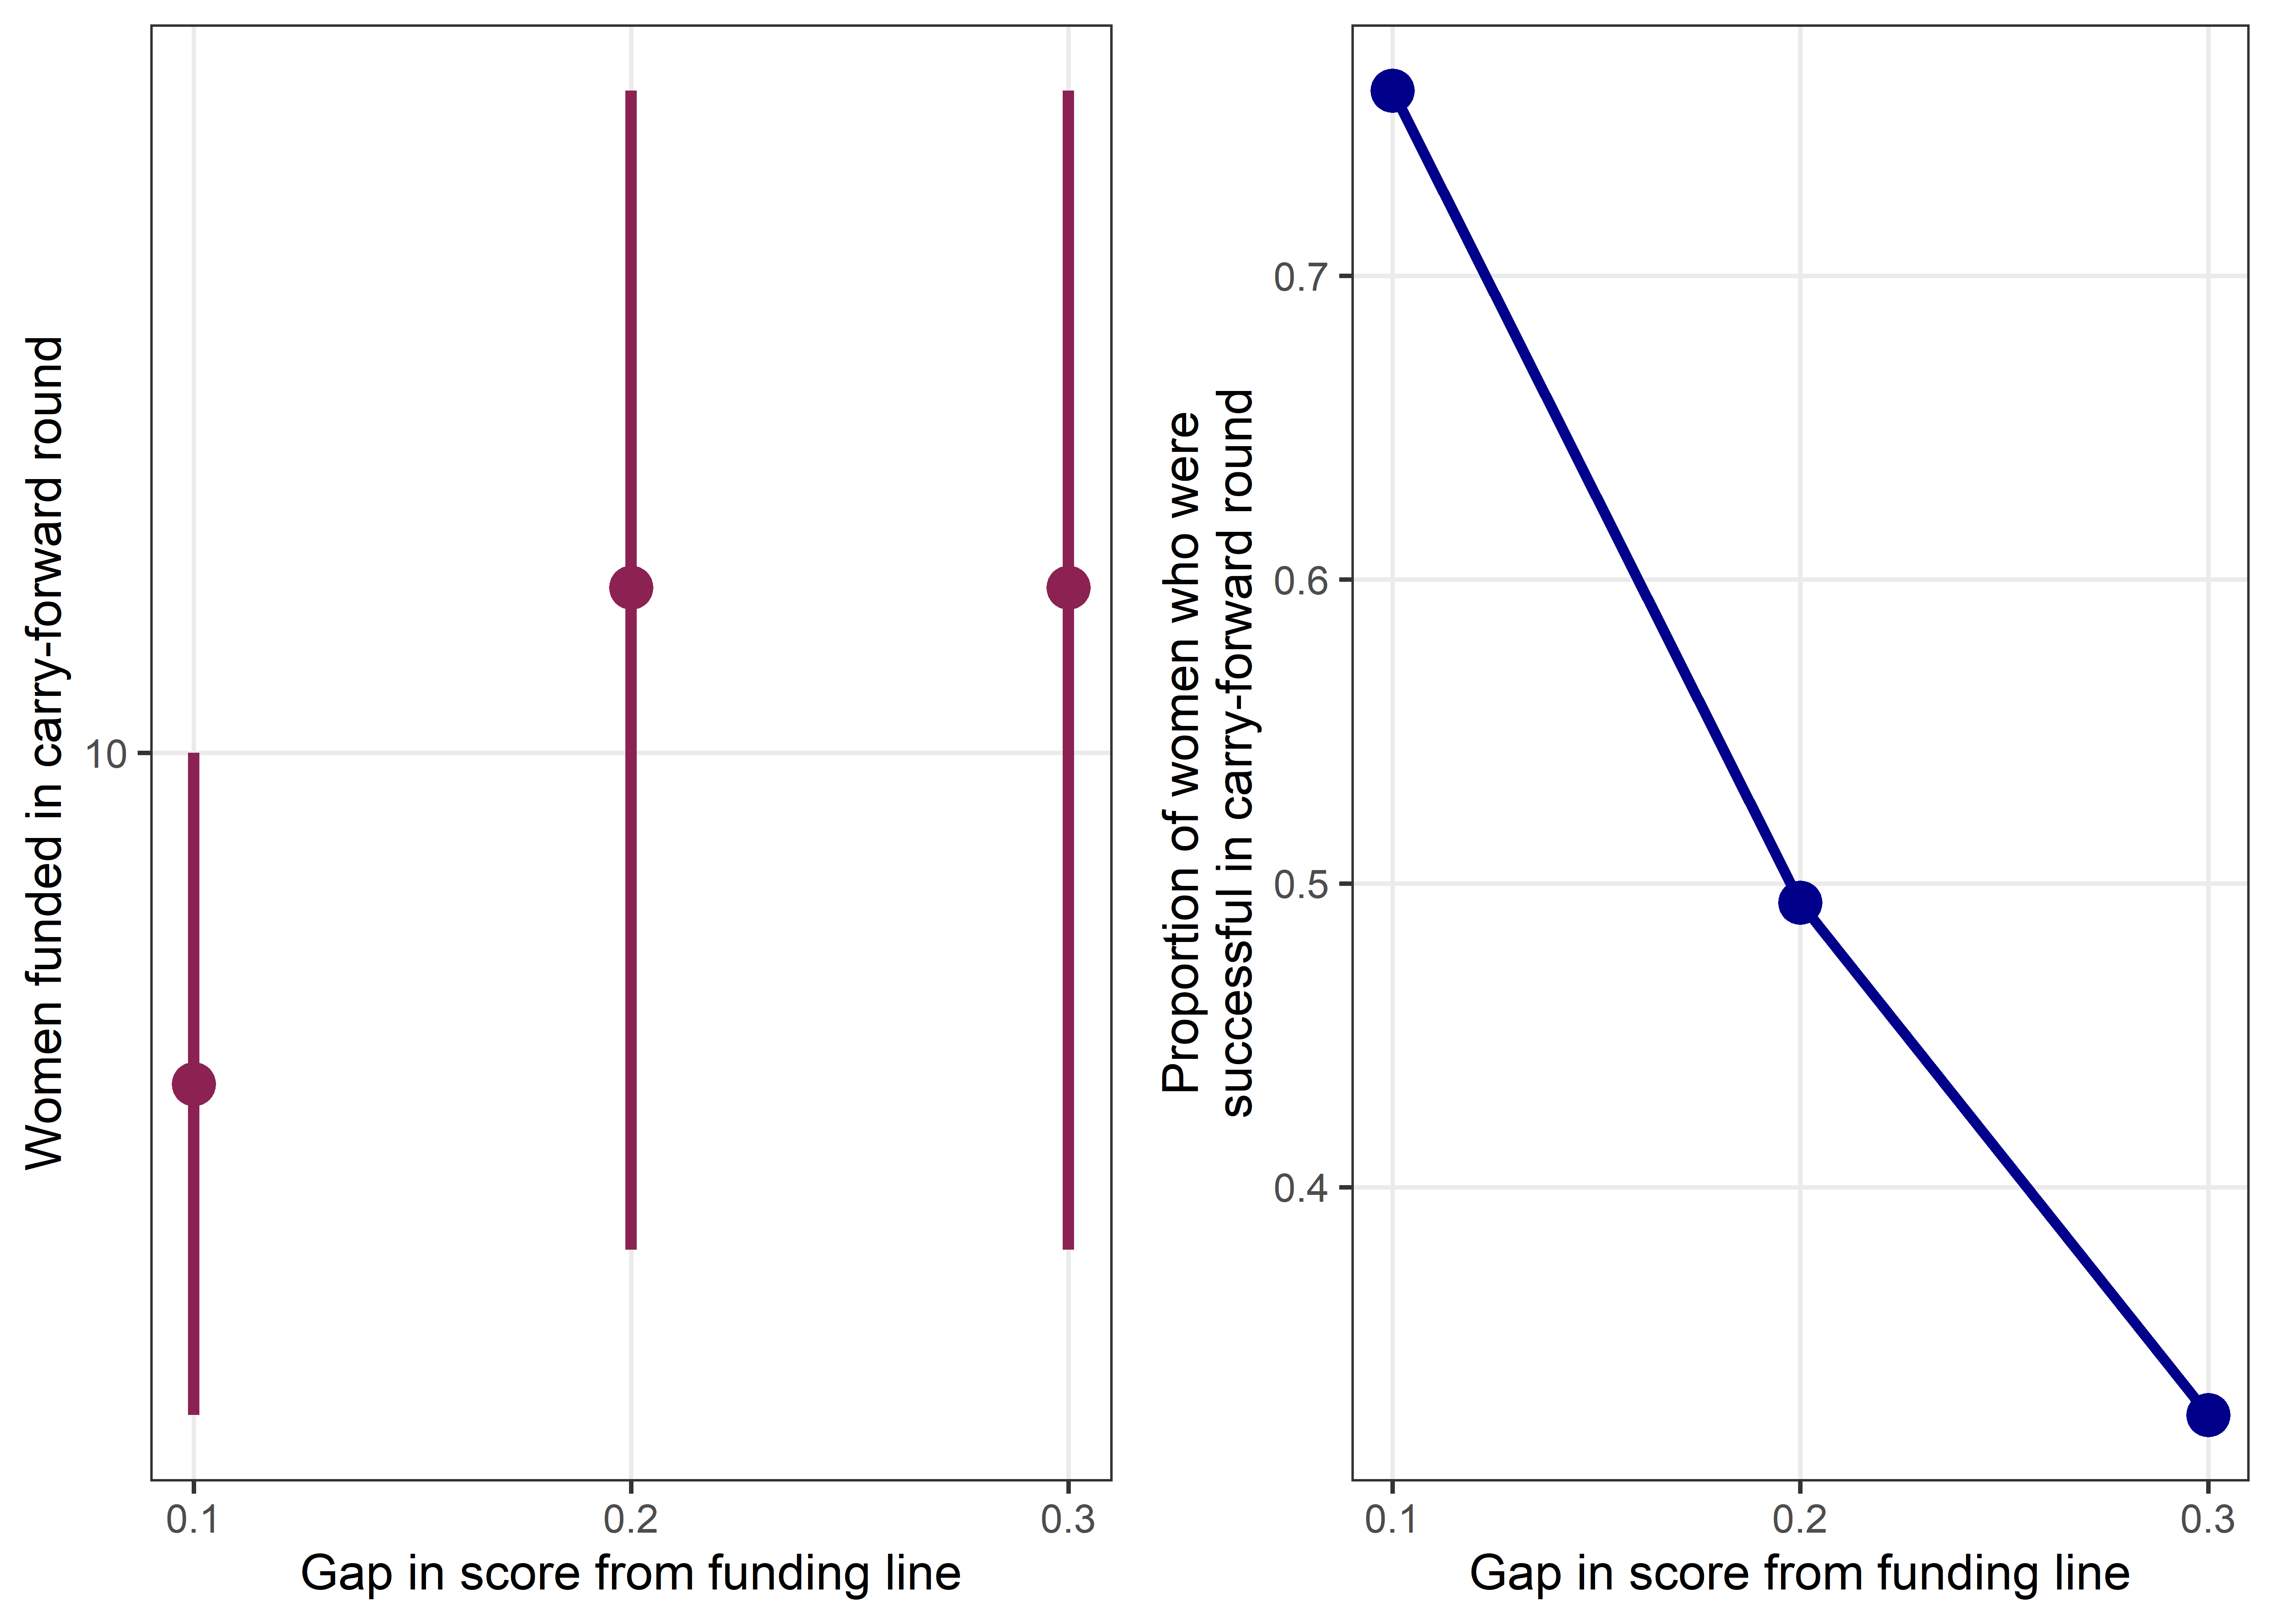 Women funded in carry-forward round
10
0.1
0.2
0.3
Gap in score from funding line
Proportion of women who were
successful in carry-forward round
0.7
0.6
0.5
0.4
0.1
0.2
0.3
Gap in score from funding line